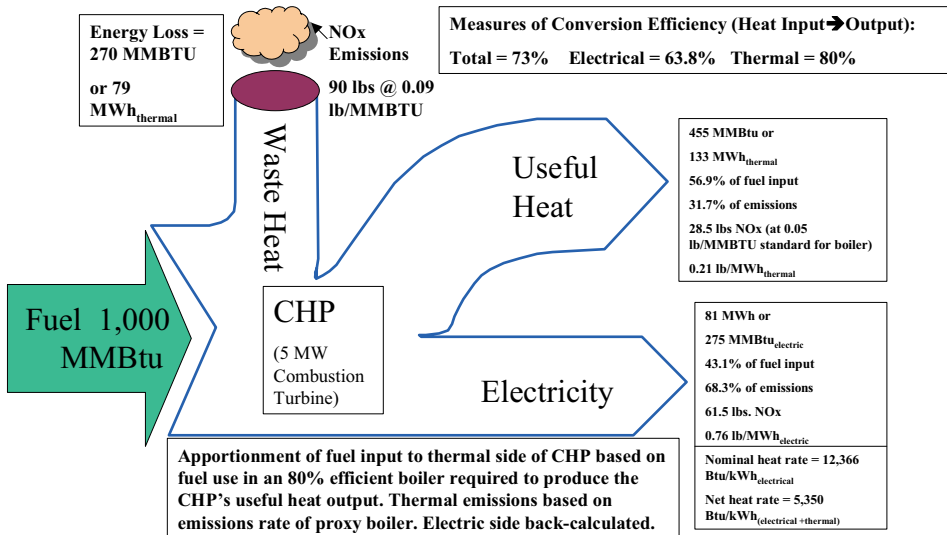 Energy Loss =
270 MMBTU
or 79
MWh_thermal
NOx
Emissions
90 lbs @ 0.09
lb/MMBTU
Measures of Conversion Efficiency (Heat Input➔Output):
Total = 73% Electrical = 63.8% Thermal = 80%
Waste Heat
Useful
Heat
455 MMBtu or
133 MWh_thermal
56.9% of fuel input
31.7% of emissions
28.5 lbs NOx (at 0.05
lb/MMBTU standard for boiler)
0.21 lb/MWh_thermal
Fuel 1,000
MMBtu
CHP
(5 MW
Combustion
Turbine)
Electricity
81 MWh or
275 MMBtu_electric
43.1% of fuel input
68.3% of emissions
61.5 lbs. NOx
0.76 lb/MWh_electric
Nominal heat rate = 12,366
Btu/kWh_electrical
Net heat rate = 5,350
Btu/kWh_(electrical +thermal)
Apportionment of fuel input to thermal side of CHP based on
fuel use in an 80% efficient boiler required to produce the
CHP's useful heat output. Thermal emissions based on
emissions rate of proxy boiler. Electric side back-calculated.